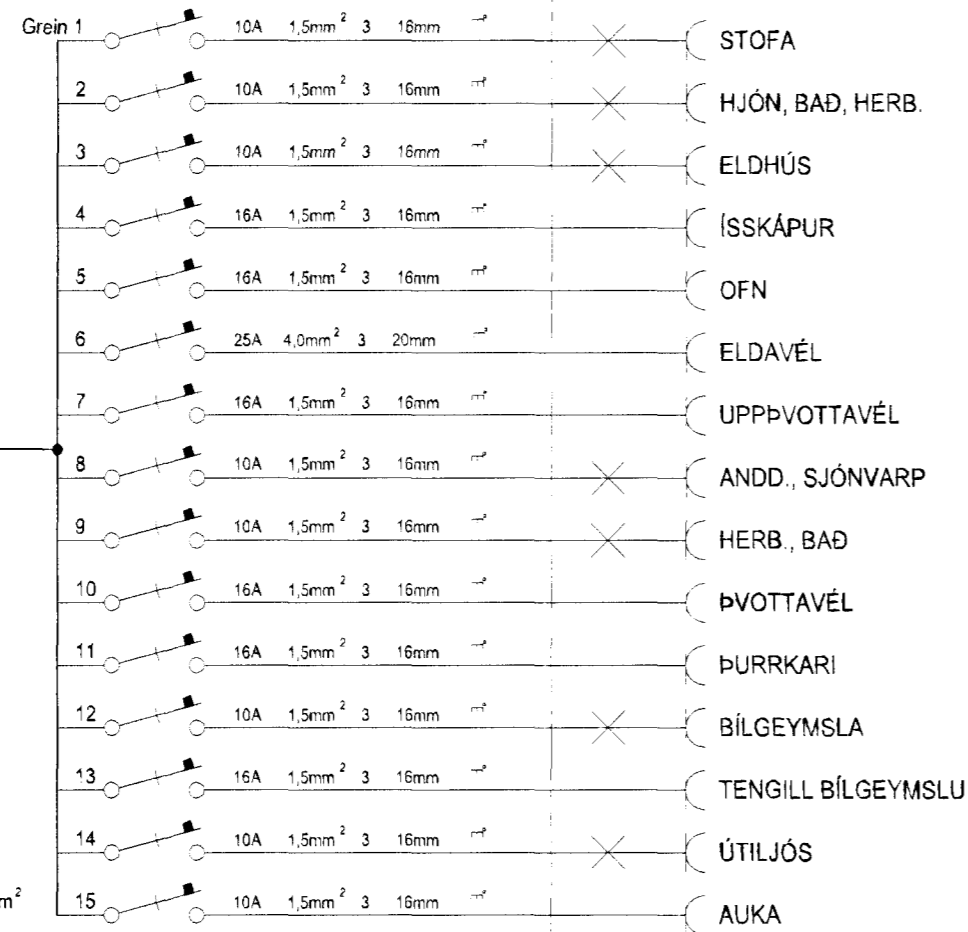 Grein 1 10A 1,5mm² 3 16mm STOFA
2 10A 1,5mm² 3 16mm HJÓN, BAÐ, HERB.
3 10A 1,5mm² 3 16mm ELDHÚS
4 16A 1,5mm² 3 16mm ÍSSKÁPUR
5 16A 1,5mm² 3 16mm OFN
6 25A 4,0mm² 3 20mm ELDAVÉL
7 16A 1,5mm² 3 16mm UPPÞVOTTAVÉL
8 10A 1,5mm² 3 16mm ANDD., SJÓNVARP
9 10A 1,5mm² 3 16mm HERB., BAÐ
10 16A 1,5mm² 3 16mm ÞVOTTAVÉL
11 16A 1,5mm² 3 16mm ÞURRKARI
12 10A 1,5mm² 3 16mm BÍLGEYMSLA
13 16A 1,5mm² 3 16mm TENGILL BÍLGEYMSLU
14 10A 1,5mm² 3 16mm ÚTILJÓS
m² 15 10A 1,5mm² 3 16mm AUKA